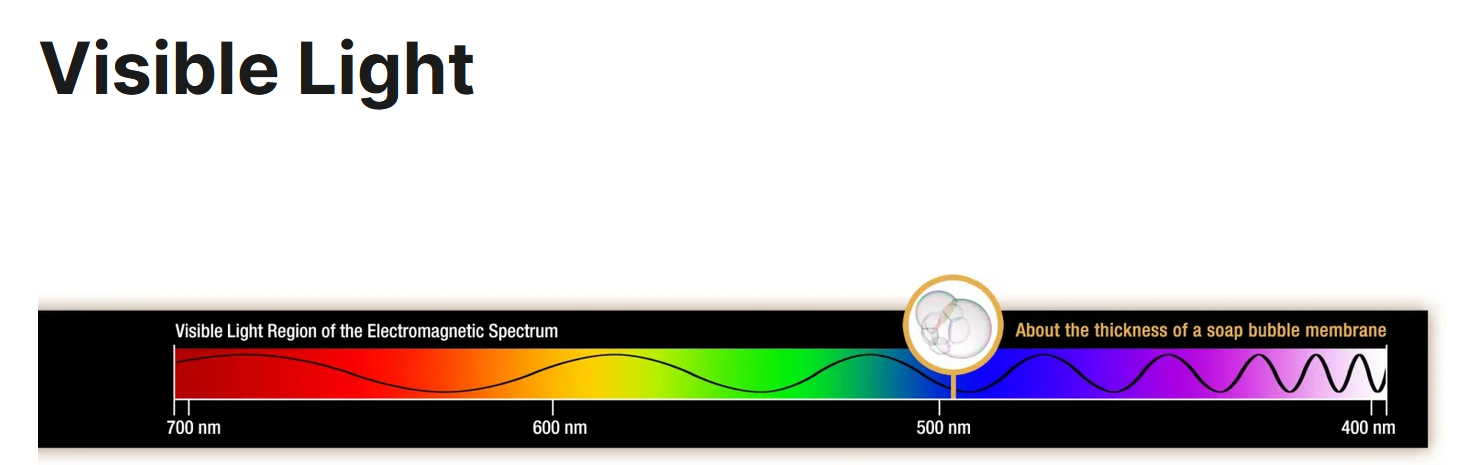 Visible Light
Visible Light Region of the Electromagnetic Spectrum
About the thickness of a soap bubble membrane
700 nm
600 nm
500 nm
400 nm